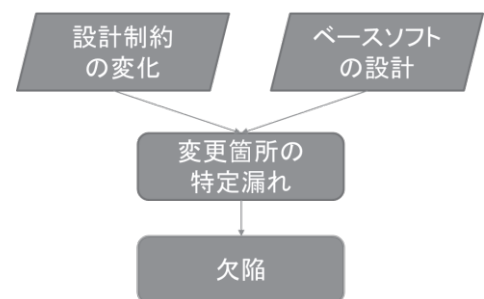 設計制約
の変化
ベースソフト
の設計
変更箇所の
特定漏れ
欠陥